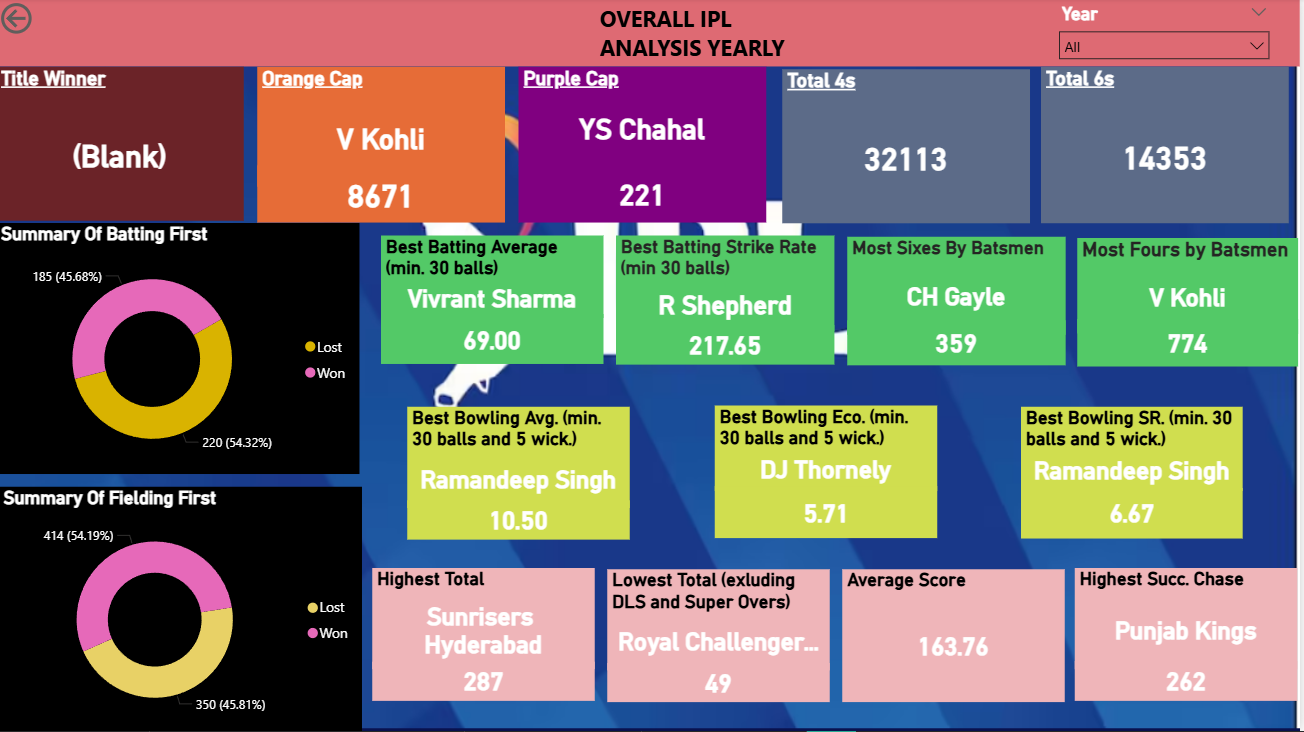 OVERALL IPL
ANALYSIS YEARLY
Year
All
Title Winner
(Blank)
Orange Cap
V Kohli
8671
Purple Cap
YS Chahal
221
Total 4s
32113
Total 6s
14353
Summary Of Batting First
185 (45.68%)
220 (54.32%)
Lost
Won
Best Batting Average
(min. 30 balls)
Vivrant Sharma
69.00
Best Batting Strike Rate
(min 30 balls)
R Shepherd
217.65
Most Sixes By Batsmen
CH Gayle
359
Most Fours by Batsmen
V Kohli
774
Best Bowling Avg. (min.
30 balls and 5 wick.)
Ramandeep Singh
10.50
Best Bowling Eco. (min.
30 balls and 5 wick.)
DJ Thornely
5.71
Best Bowling SR. (min. 30
balls and 5 wick.)
Ramandeep Singh
6.67
Summary Of Fielding First
414 (54.19%)
350 (45.81%)
Lost
Won
Highest Total
Sunrisers
Hyderabad
287
Lowest Total (exluding
DLS and Super Overs)
Royal Challenger...
49
Average Score
163.76
Highest Succ. Chase
Punjab Kings
262